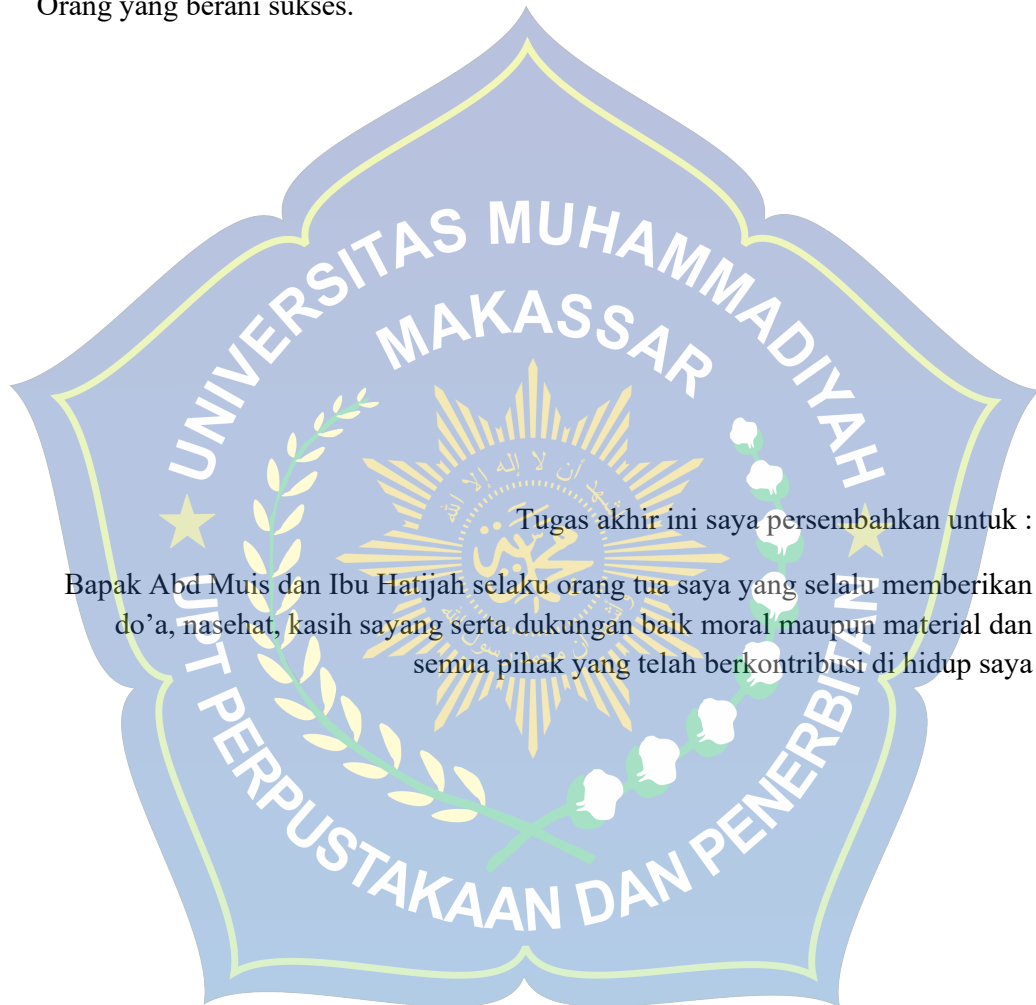 Orang yang berani sukses.
UNIVERSITAS MUHAMMADIYAH
MAKASSAR
Tugas akhir ini saya persembahkan untuk :
Bapak Abd Muis dan Ibu Hatijah selaku orang tua saya yang selalu memberikan
do’a, nasehat, kasih sayang serta dukungan baik moral maupun material dan
semua pihak yang telah berkontribusi di hidup saya
UPT PERPUSTAKAAN DAN PENERBITAN